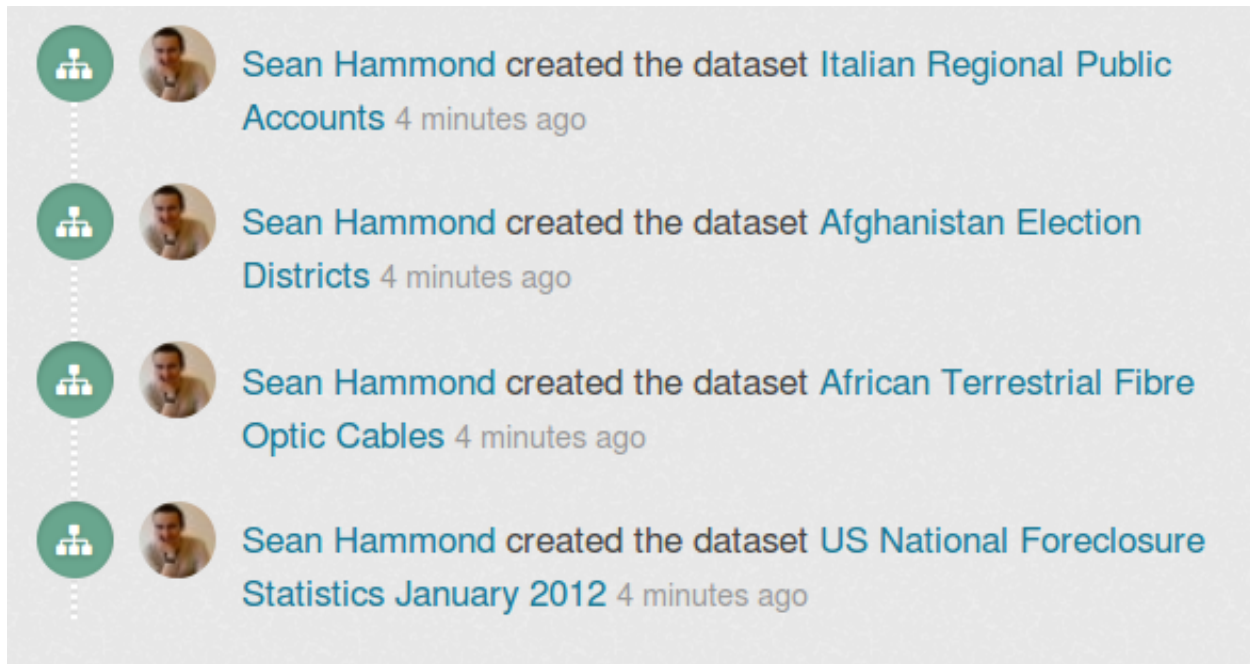 Sean Hammond created the dataset Italian Regional Public
Accounts 4 minutes ago
Sean Hammond created the dataset Afghanistan Election
Districts 4 minutes ago
Sean Hammond created the dataset African Terrestrial Fibre
Optic Cables 4 minutes ago
Sean Hammond created the dataset US National Foreclosure
Statistics January 2012 4 minutes ago